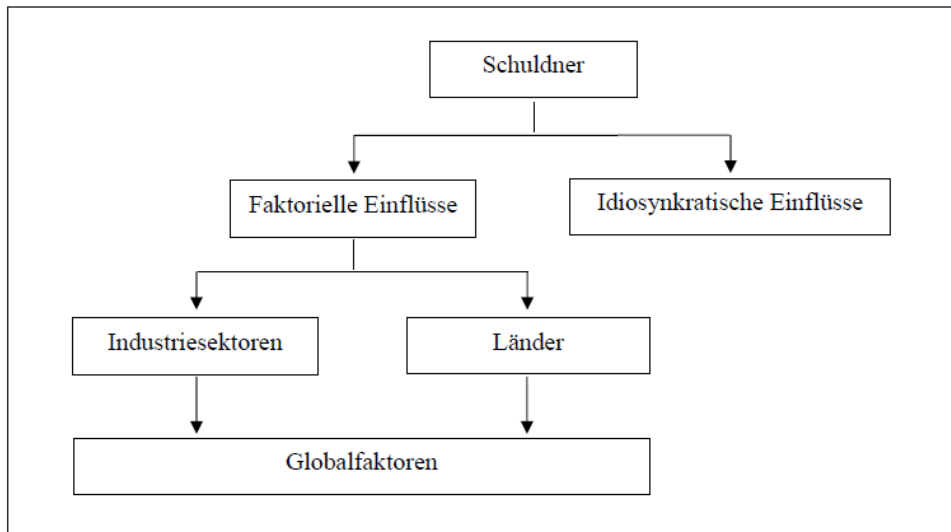 Schuldner
Faktorielle Einflüsse
Idiosynkratische Einflüsse
Industriesektoren
Länder
Globalfaktoren